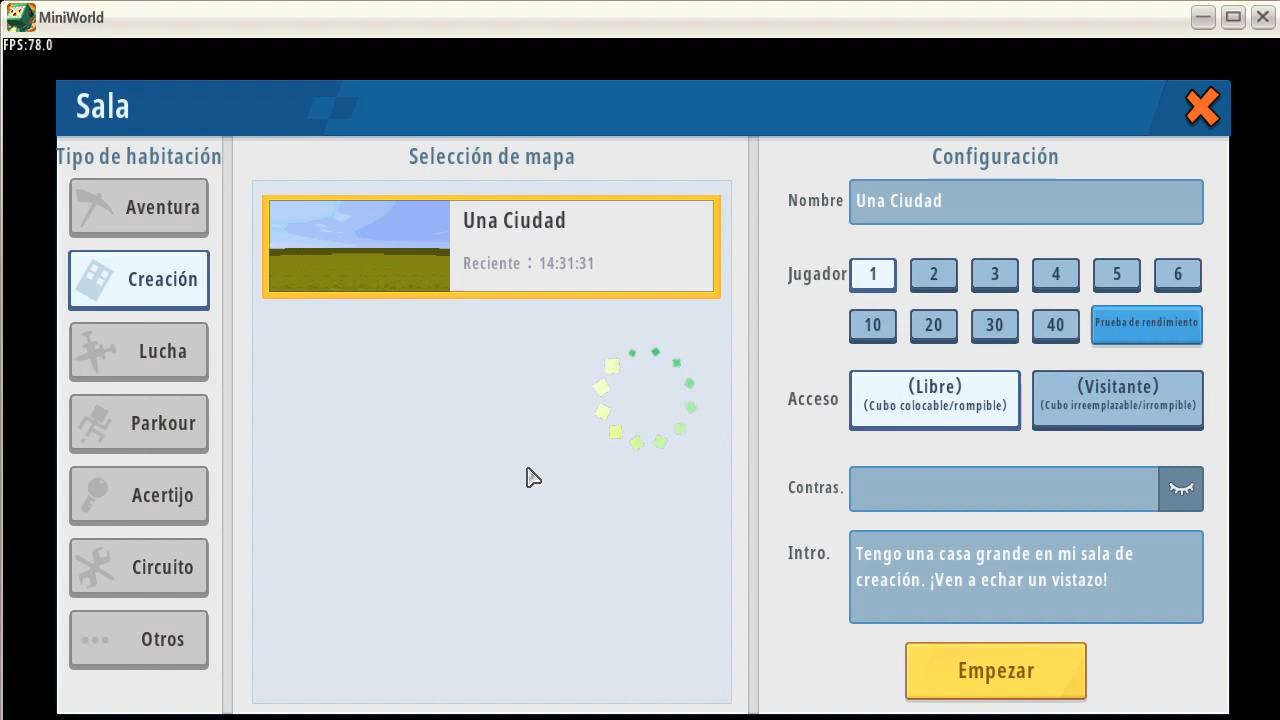 MiniWorld
FPS:78.0
Sala
Tipo de habitación
Aventura
Creación
Lucha
Parkour
Acertijo
Circuito
Otros
Selección de mapa
Una Ciudad
Reciente : 14:31:31
Configuración
Nombre
Una Ciudad
Jugador
1 2 3 4 5 6
10 20 30 40 Prueba de rendimiento
Acceso
(Libre)
(Cubo colocable/rompible)
(Visitante)
(Cubo irreemplazable/irrompible)
Contras.
Intro.
Tengo una casa grande en mi sala de
creación. ¡Ven a echar un vistazo!
Empezar